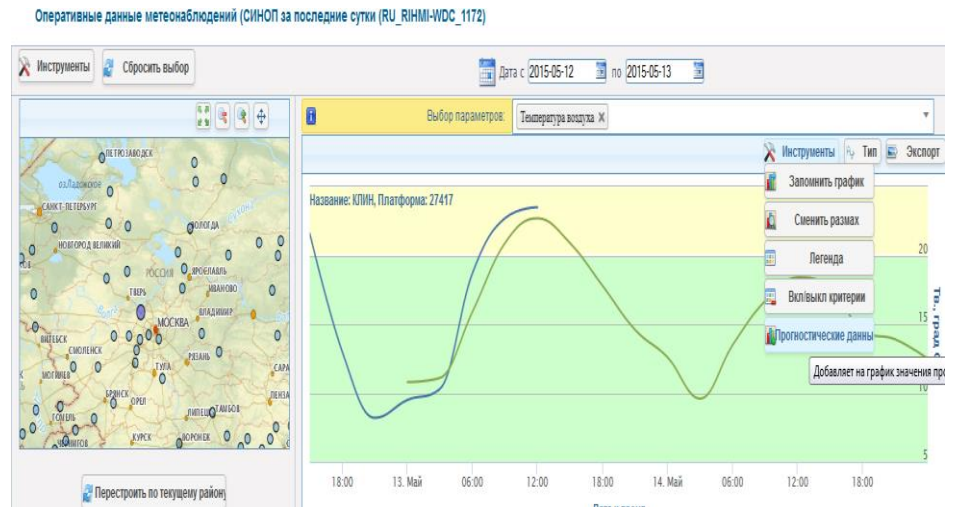 Оперативные данные метеонаблюдений (СИНОП за последние сутки (RU_RIHMI-WDC_1172)
Инструменты
Сбросить выбор
Дата с 2015-05-12 по 2015-05-13
Выбор параметров: Температура воздуха
Инструменты Тип Экспорт
Запомнить график
Сменить размах
Легенда
Вкл/выкл критерии
Прогностические данны
Добавляет на график значения про
Название: КЛИН, Платформа: 27417
20
15
10
5
18:00 13. Май 06:00 12:00 18:00 14. Май 06:00 12:00 18:00
ПЕТРОЗАВОДСК
оз.Ладожское
САНКТ-ПЕТЕРБУРГ
ВОЛОГДА
НОВГОРОД ВЕЛИКИЙ
РОССИЯ
ЯРОСЛАВЛЬ
ТВЕРЬ
ИВАНОВО
ВЛАДИМИР
МОСКВА
ВИТЕБСК
СМОЛЕНСК
РЯЗАНЬ
МОГИЛЕВ
ТУЛА
САРА
БРЯНСК
ОРЕЛ
ПЕНЗА
ГОМЕЛЬ
ЛИПЕЦК
ТАМБОВ
КУРСК
ВОРОНЕЖ
ЧЕРНИГОВ
Перестроить по текущему району